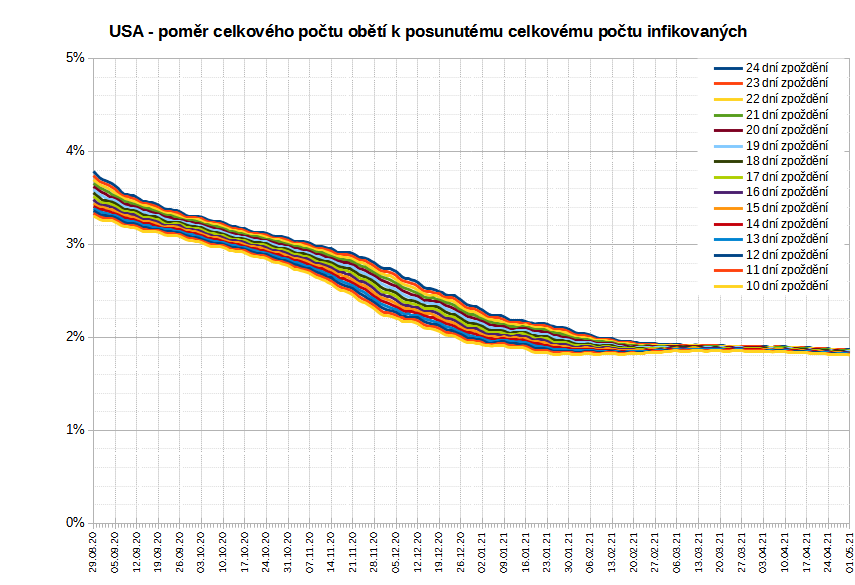 USA - poměr celkového počtu obětí k posunutému celkovému počtu infikovaných
5%
4%
3%
2%
1%
0%
24 dní zpoždění
23 dní zpoždění
22 dní zpoždění
21 dní zpoždění
20 dní zpoždění
19 dní zpoždění
18 dní zpoždění
17 dní zpoždění
16 dní zpoždění
15 dní zpoždění
14 dní zpoždění
13 dní zpoždění
12 dní zpoždění
11 dní zpoždění
10 dní zpoždění
29.08.20
05.09.20
12.09.20
19.09.20
26.09.20
03.10.20
10.10.20
17.10.20
24.10.20
31.10.20
07.11.20
14.11.20
21.11.20
28.11.20
05.12.20
12.12.20
19.12.20
26.12.20
02.01.21
09.01.21
16.01.21
23.01.21
30.01.21
06.02.21
13.02.21
20.02.21
27.02.21
06.03.21
13.03.21
20.03.21
27.03.21
03.04.21
10.04.21
17.04.21
24.04.21
01.05.21